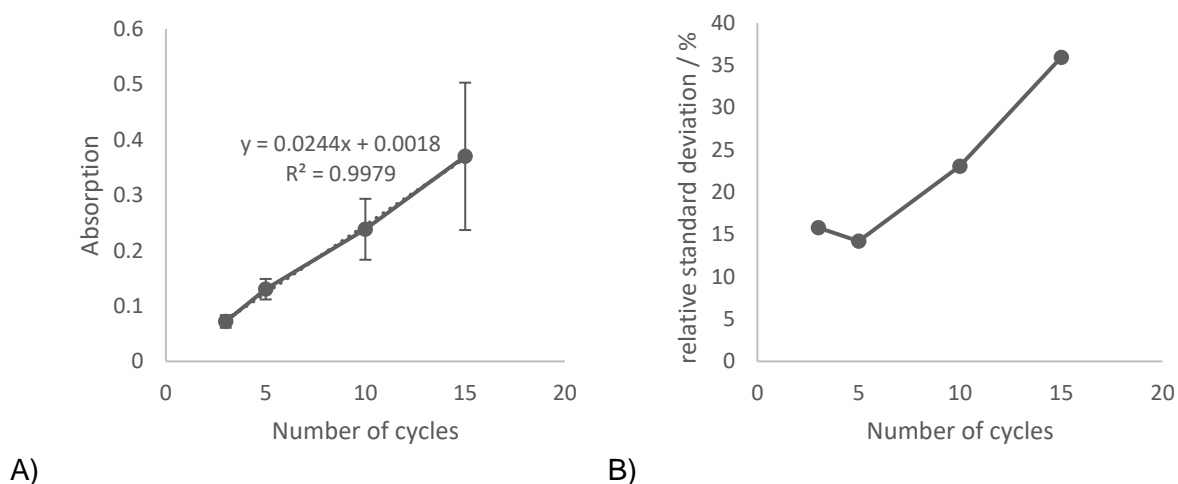 0.6
0.5
0.4
0.3
0.2
0.1
0
Absorption
y = 0.0244x + 0.0018
R² = 0.9979
0 5 10 15 20
Number of cycles
A)
40
35
30
25
20
15
10
5
0
relative standard deviation / %
0 5 10 15 20
Number of cycles
B)